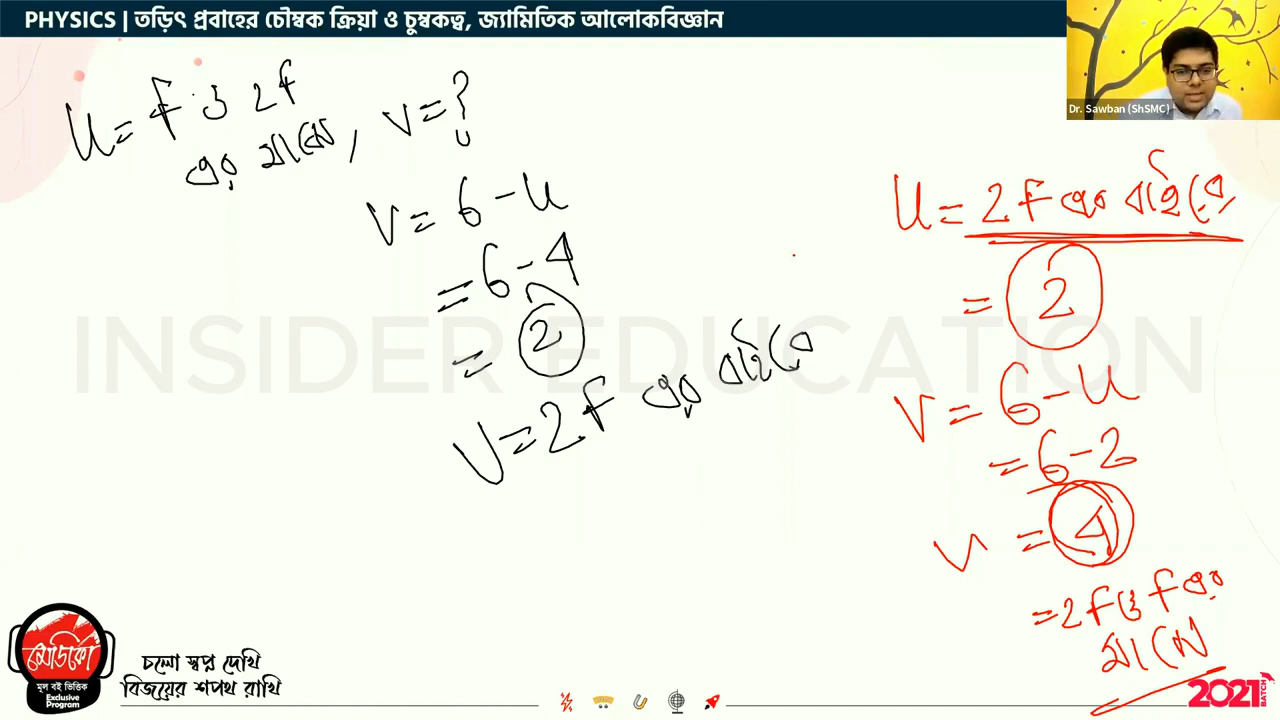 PHYSICS | তড়িৎ প্রবাহের চৌম্বক ক্রিয়া ও চুম্বকত্ব, জ্যামিতিক আলোকবিজ্ঞান
Dr. Sawban (ShSMC)
u = f ও 2f
এর মাঝে, v = ?
v = 6 - u
= 6 - 4
= 2
v = 2f এর বাইরে
u = 2f এর বাইরে,
= 2
v = 6 - u
= 6 - 2
v = 4
= 2f ও f এর
মাঝে
INSIDER EDUCATION
মেডিকো
মূল বই ভিত্তিক
Exclusive
Program
চলো স্বপ্ন দেখি
বিজয়ের শপথ রাখি
2021 BATCH